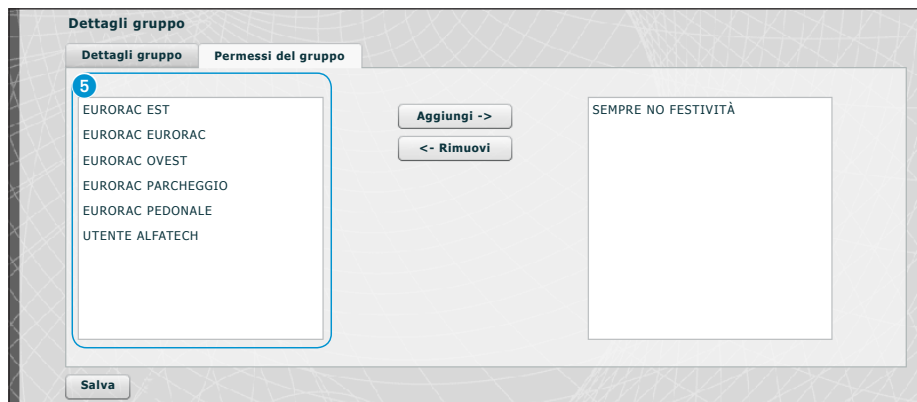 Dettagli gruppo
Dettagli gruppo
Permessi del gruppo
5
EURORAC EST
EURORAC EURORAC
EURORAC OVEST
EURORAC PARCHEGGIO
EURORAC PEDONALE
UTENTE ALFATECH
Aggiungi ->
<- Rimuovi
SEMPRE NO FESTIVITÀ
Salva